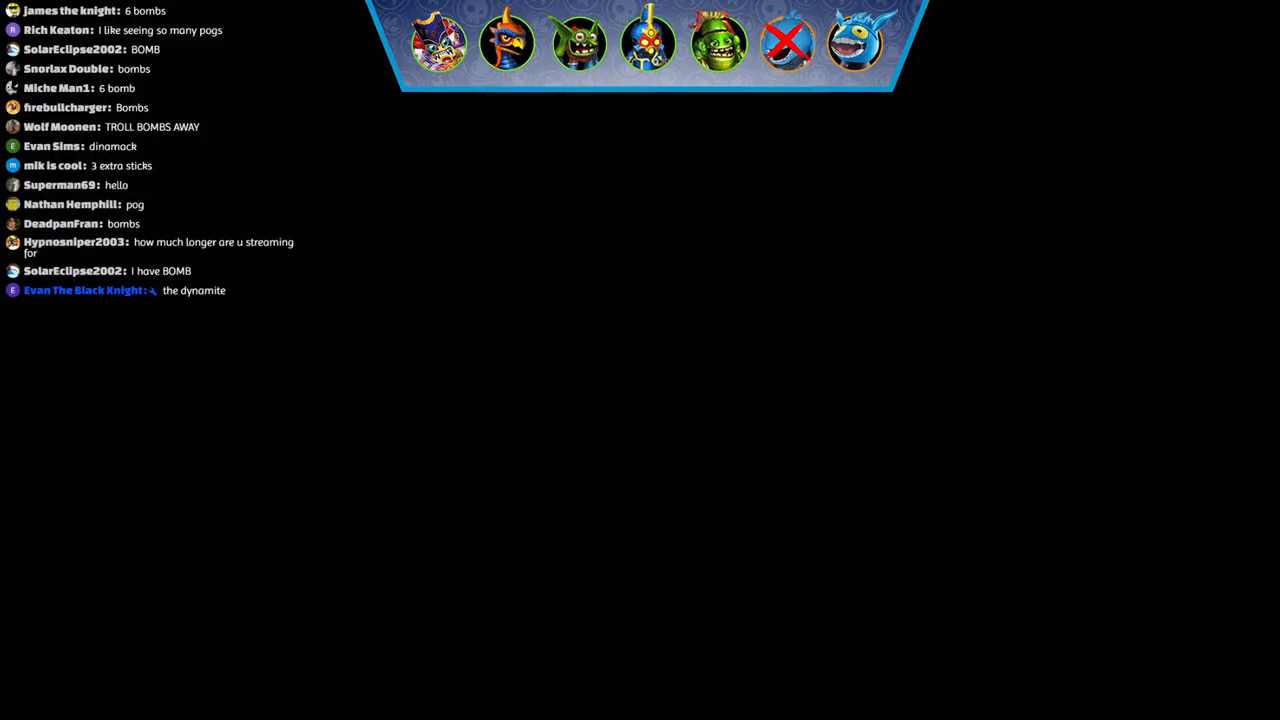 james the knight: 6 bombs
Rich Keaton: I like seeing so many pogs
SolarEclipse2002: BOMB
Snorlax Double: bombs
Miche Man1: 6 bomb
firebullcharger: Bombs
Wolf Moonen: TROLL BOMBS AWAY
E Evan Sims: dinamack
m mik is cool: 3 extra sticks
Superman69: hello
Nathan Hemphill: pog
DeadpanFran: bombs
Hypnosniper2003: how much longer are u streaming
for
SolarEclipse2002: I have BOMB
E Evan The Black Knight: the dynamite